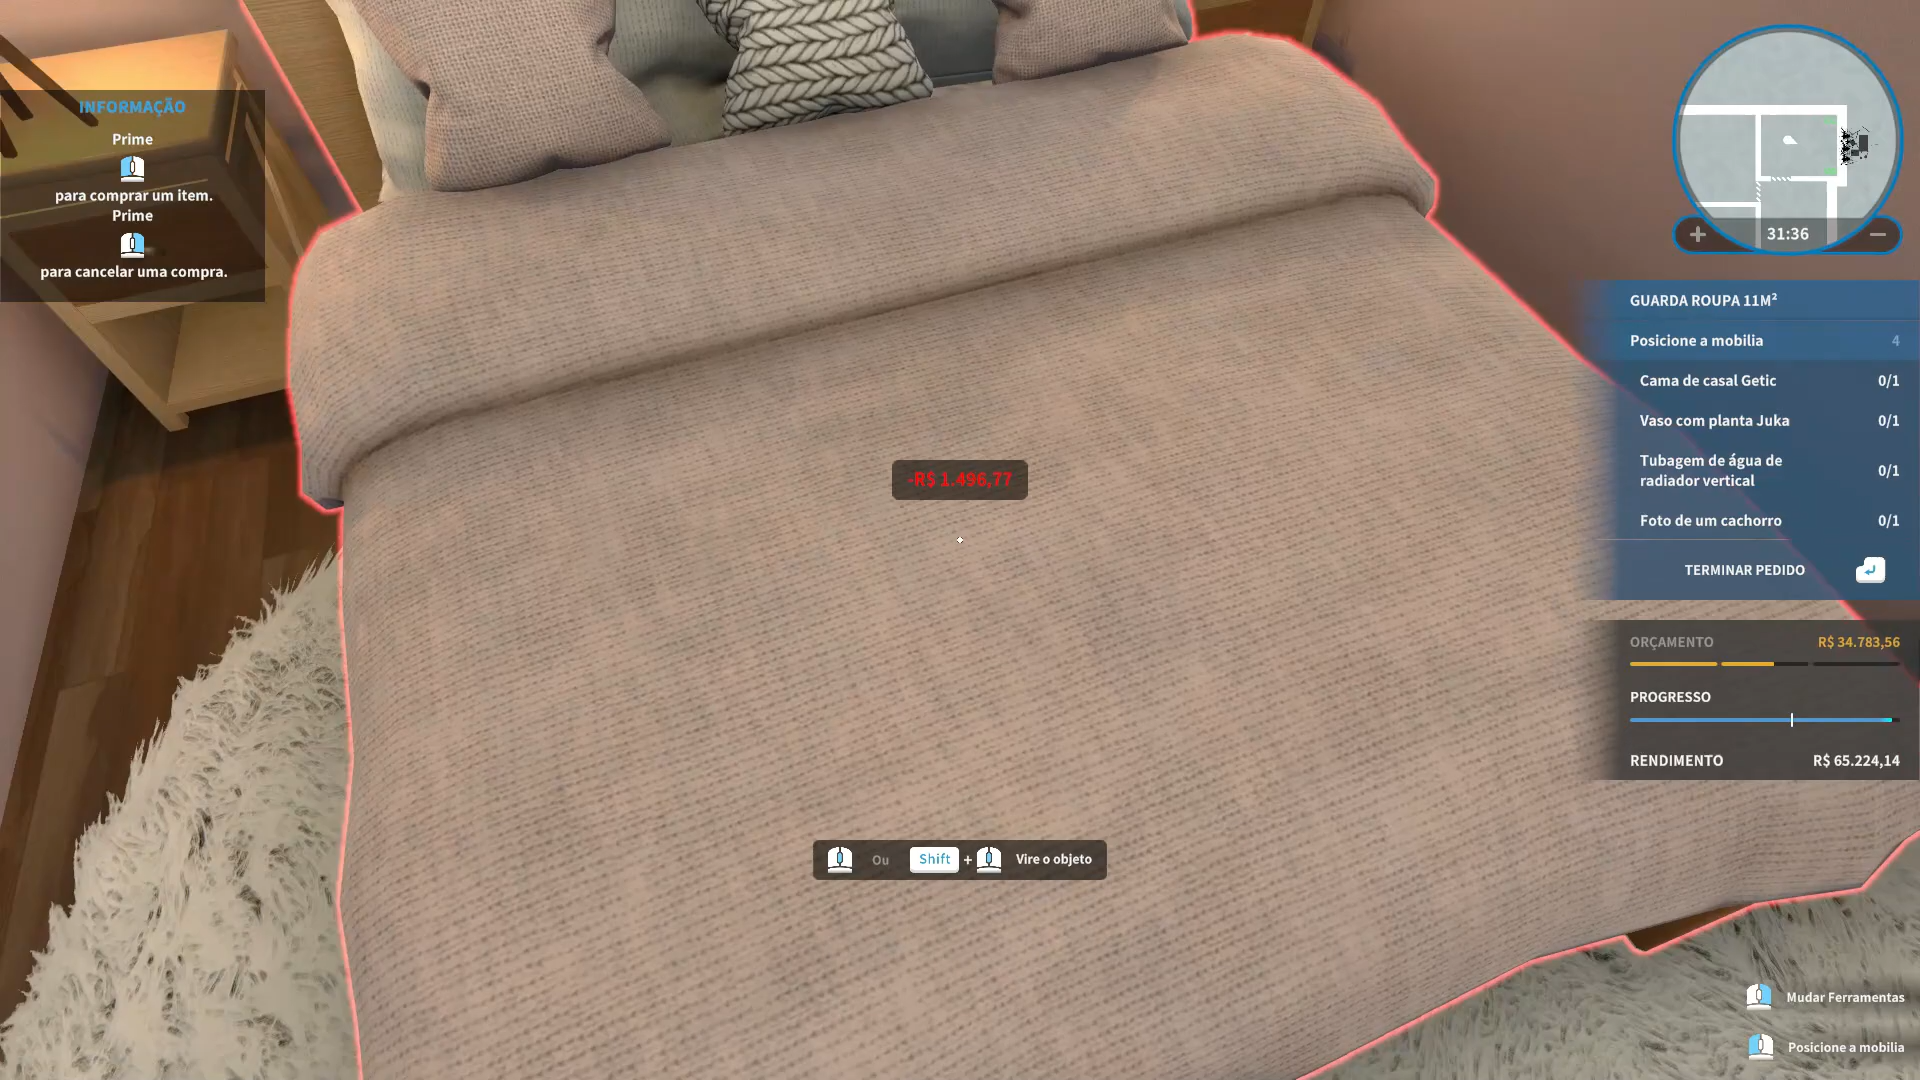 INFORMAÇÃO
Prime
para comprar um item.
Prime
para cancelar uma compra.
31:36
GUARDA ROUPA 11M²
Posicione a mobilia 4
Cama de casal Getic 0/1
Vaso com planta Juka 0/1
Tubagem de água de
radiador vertical 0/1
Foto de um cachorro 0/1
TERMINAR PEDIDO
-R$ 1.496,77
ORÇAMENTO R$ 34.783,56
PROGRESSO
RENDIMENTO R$ 65.224,14
Ou Shift + Vire o objeto
Mudar Ferramentas
Posicione a mobilia